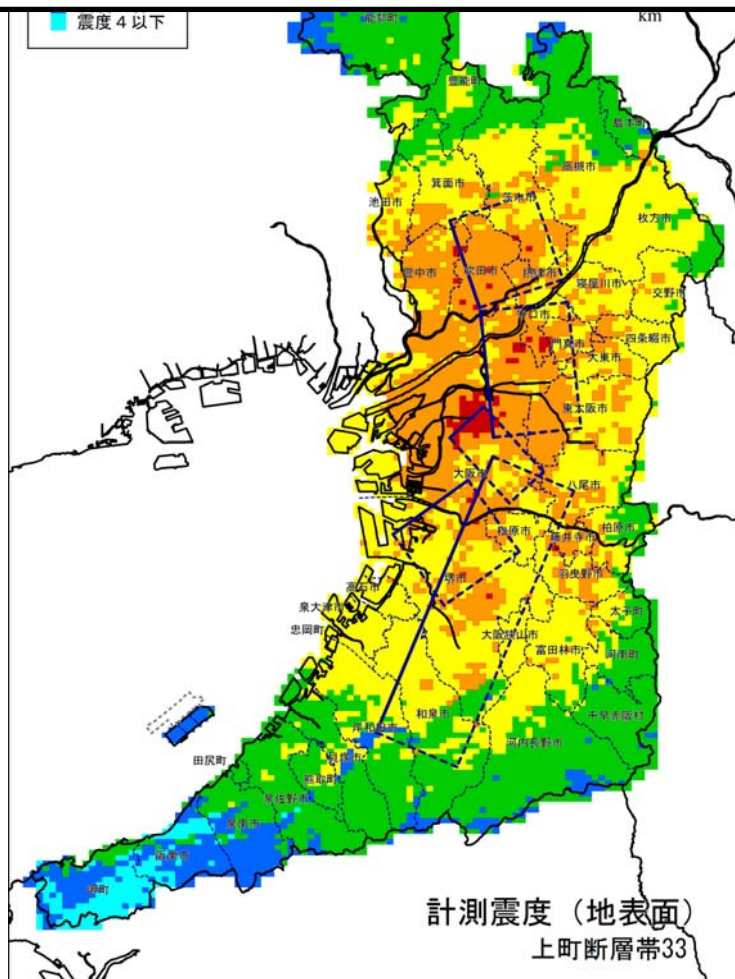 震度４以下
km
能勢町
豊能町
島本町
高槻市
箕面市
茨木市
池田市
枚方市
豊中市
吹田市
摂津市
寝屋川市
交野市
守口市
門真市
四条畷市
大東市
東大阪市
大阪市
八尾市
柏原市
松原市
藤井寺市
羽曳野市
堺市
高石市
泉大津市
忠岡町
太子町
大阪狭山市
富田林市
河南町
千早赤阪村
和泉市
岸和田市
河内長野市
貝塚市
田尻町
熊取町
泉佐野市
泉南市
阪南市
岬町
計測震度（地表面）
上町断層帯33